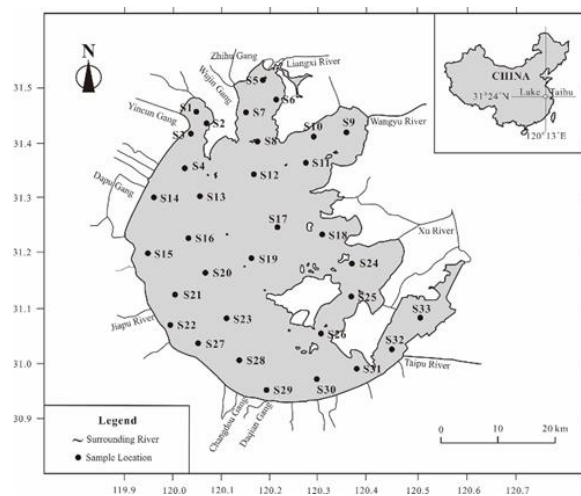 N
Zhihu Gang
Liangxi River
Wujin Gang
Yincun Gang
Wangyu River
Dapu Gang
Xu River
Jiapu River
Taipu River
Changdou Gang
Daqian Gang
CHINA
Lake Taihu
31°24′N
120°13′E
S1
S2
S3
S4
S5
S6
S7
S8
S9
S10
S11
S12
S13
S14
S15
S16
S17
S18
S19
S20
S21
S22
S23
S24
S25
S26
S27
S28
S29
S30
S31
S32
S33
31.5
31.4
31.3
31.2
31.1
31.0
30.9
Legend
Surrounding River
Sample Location
0 10 20 km
119.9 120.0 120.1 120.2 120.3 120.4 120.5 120.6 120.7